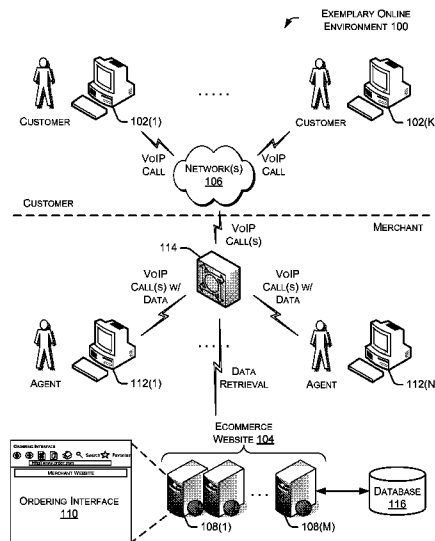 EXEMPLARY ONLINE
ENVIRONMENT 100
CUSTOMER
102(1)
CUSTOMER
102(K
VOIP
CALL
NETWORK(S)
106
VOIP
CALL
CUSTOMER
VOIP
CALL(S)
MERCHANT
114
VOIP
CALL(S) W/
DATA
VOIP
CALL(S) W/
DATA
AGENT
112(1)
DATA
RETRIEVAL
AGENT
112(N
ECOMMERCE
WEBSITE 104
ORDERING INTERFACE
Search
Favorites
MERCHANT WEBSITE
ORDERING INTERFACE
110
108(1)
108(M)
DATABASE
116